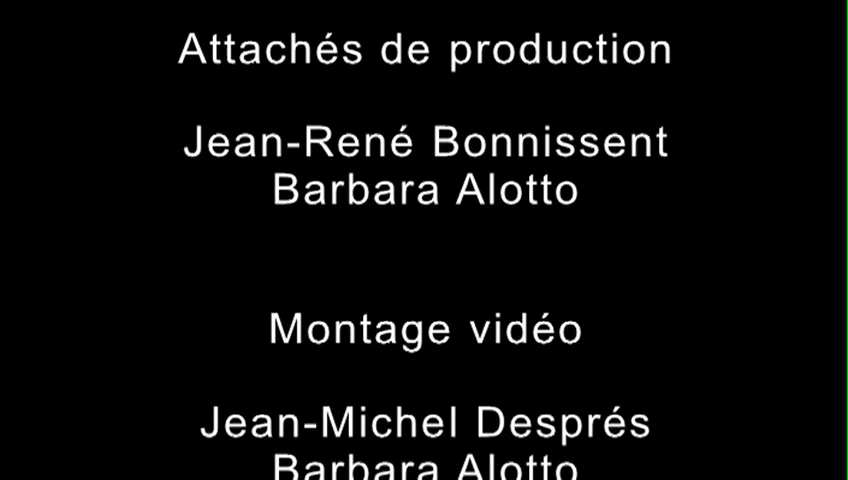 Attachés de production
Jean-René Bonnissent
Barbara Alotto
Montage vidéo
Jean-Michel Després
Barbara Alotto